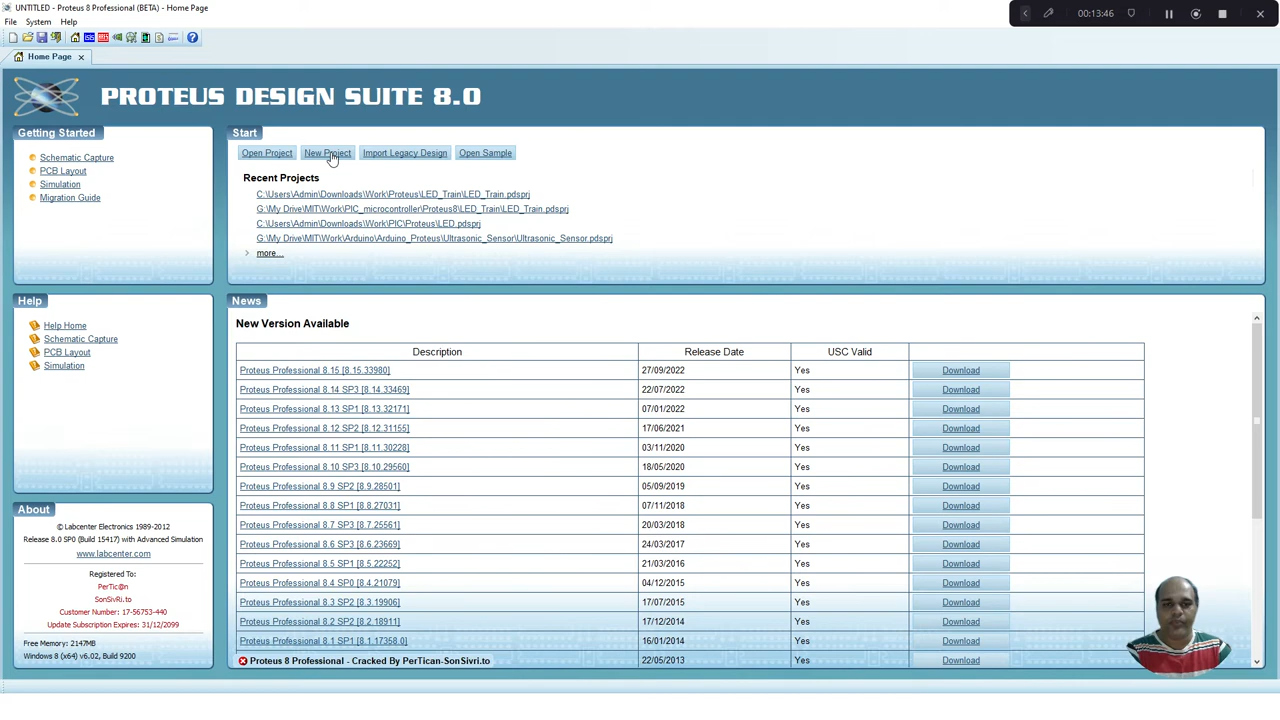 UNTITLED - Proteus 8 Professional (BETA) - Home Page
00:13:46
File System Help
Home Page
PROTEUS DESIGN SUITE 8.0
Getting Started
Schematic Capture
PCB Layout
Simulation
Migration Guide
Start
Open Project New Project Import Legacy Design Open Sample
Recent Projects
C:\Users\Admin\Downloads\Work\Proteus\LED_Train\LED_Train.pdsprj
G:\My Drive\MIT\Work\PIC_microcontroller\Proteus8\LED_Train\LED_Train.pdsprj
C:\Users\Admin\Downloads\Work\PIC\Proteus\LED.pdsprj
G:\My Drive\MIT\Work\Arduino\Arduino_Proteus\Ultrasonic_Sensor\Ultrasonic_Sensor.pdsprj
more...
Help
Help Home
Schematic Capture
PCB Layout
Simulation
News
New Version Available
Description Release Date USC Valid
Proteus Professional 8.15 [8.15.33980] 27/09/2022 Yes Download
Proteus Professional 8.14 SP3 [8.14.33469] 22/07/2022 Yes Download
Proteus Professional 8.13 SP1 [8.13.32171] 07/01/2022 Yes Download
Proteus Professional 8.12 SP2 [8.12.31155] 17/06/2021 Yes Download
Proteus Professional 8.11 SP1 [8.11.30228] 03/11/2020 Yes Download
Proteus Professional 8.10 SP3 [8.10.29560] 18/05/2020 Yes Download
Proteus Professional 8.9 SP2 [8.9.28501] 05/09/2019 Yes Download
Proteus Professional 8.8 SP1 [8.8.27031] 07/11/2018 Yes Download
Proteus Professional 8.7 SP3 [8.7.25561] 20/03/2018 Yes Download
Proteus Professional 8.6 SP3 [8.6.23669] 24/03/2017 Yes Download
Proteus Professional 8.5 SP1 [8.5.22252] 21/03/2016 Yes Download
Proteus Professional 8.4 SP0 [8.4.21079] 04/12/2015 Yes Download
Proteus Professional 8.3 SP2 [8.3.19906] 17/07/2015 Yes Download
Proteus Professional 8.2 SP2 [8.2.18911] 17/12/2014 Yes Download
Proteus Professional 8.1 SP1 [8.1.17358.0] 16/01/2014 Yes Download
22/05/2013 Yes Download
Proteus 8 Professional - Cracked By PerTican-SonSivri.to
About
© Labcenter Electronics 1989-2012
Release 8.0 SP0 (Build 15417) with Advanced Simulation
www.labcenter.com
Registered To:
PerTic@n
SonSivRi.to
Customer Number: 17-56753-440
Update Subscription Expires: 31/12/2099
Free Memory: 2147MB
Windows 8 (x64) v6.02, Build 9200